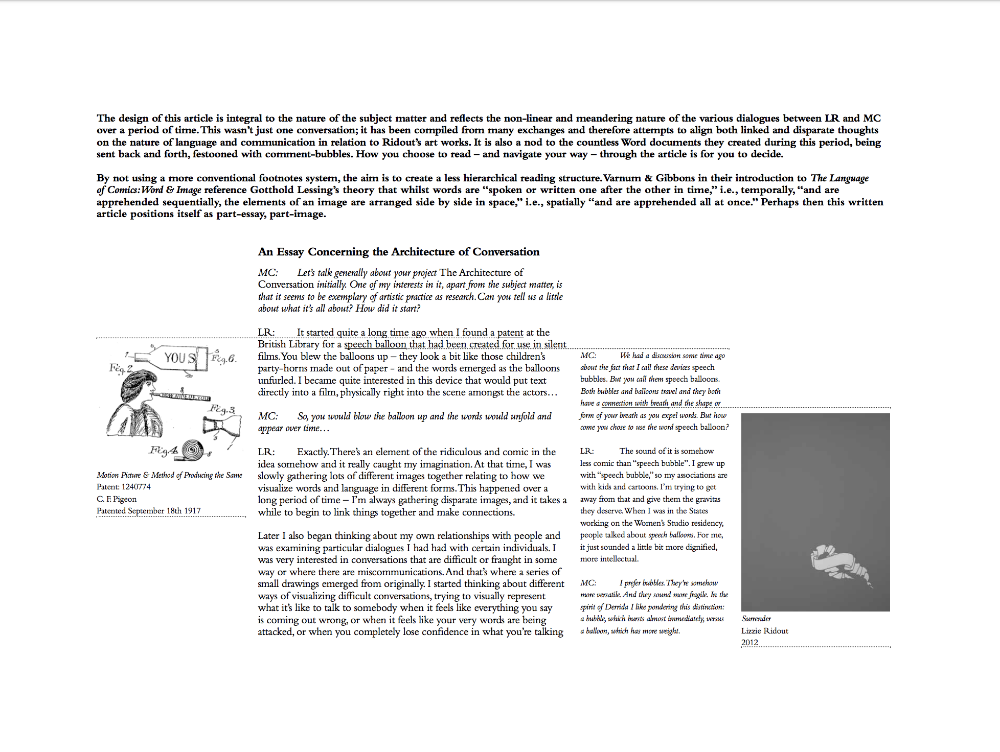 The design of this article is integral to the nature of the subject matter and reflects the non-linear and meandering nature of the various dialogues between LR and MC
over a period of time. This wasn't just one conversation; it has been compiled from many exchanges and therefore attempts to align both linked and disparate thoughts
on the nature of language and communication in relation to Ridout's art works. It is also a nod to the countless Word documents they created during this period, being
sent back and forth, festooned with comment-bubbles. How you choose to read – and navigate your way – through the article is for you to decide.
By not using a more conventional footnotes system, the aim is to create a less hierarchical reading structure. Varnum & Gibbons in their introduction to The Language
of Comics: Word & Image reference Gotthold Lessing's theory that whilst words are “spoken or written one after the other in time,” i.e., temporally, “and are
apprehended sequentially, the elements of an image are arranged side by side in space,” i.e., spatially “and are apprehended all at once.” Perhaps then this written
article positions itself as part-essay, part-image.
An Essay Concerning the Architecture of Conversation
MC: Let's talk generally about your project The Architecture of
Conversation initially. One of my interests in it, apart from the subject matter, is
that it seems to be exemplary of artistic practice as research. Can you tell us a little
about what it's all about? How did it start?
LR: It started quite a long time ago when I found a patent at the
British Library for a speech balloon that had been created for use in silent
films. You blew the balloons up – they look a bit like those children's
party-horns made out of paper - and the words emerged as the balloons
unfurled. I became quite interested in this device that would put text
directly into a film, physically right into the scene amongst the actors…
MC: So, you would blow the balloon up and the words would unfold and
appear over time…
LR: Exactly. There's an element of the ridiculous and comic in the
idea somehow and it really caught my imagination. At that time, I was
slowly gathering lots of different images together relating to how we
visualize words and language in different forms. This happened over a
long period of time – I'm always gathering disparate images, and it takes a
while to begin to link things together and make connections.
Later I also began thinking about my own relationships with people and
was examining particular dialogues I had had with certain individuals. I
was very interested in conversations that are difficult or fraught in some
way or where there are miscommunications. And that's where a series of
small drawings emerged from originally. I started thinking about different
ways of visualizing difficult conversations, trying to visually represent
what it's like to talk to somebody when it feels like everything you say
is coming out wrong, or when it feels like your very words are being
attacked, or when you completely lose confidence in what you're talking
7
6
YOU S
5
Fig. 6.
Fig. 2.
8
HOW NICE OF YOU
Fig. 3
3
1
Fig. 4
8
Motion Picture & Method of Producing the Same
Patent: 1240774
C. F. Pigeon
Patented September 18th 1917
MC: We had a discussion some time ago
about the fact that I call these devices speech
bubbles. But you call them speech balloons.
Both bubbles and balloons travel and they both
have a connection with breath and the shape or
form of your breath as you expel words. But how
come you chose to use the word speech balloon?
LR: The sound of it is somehow
less comic than “speech bubble”. I grew up
with “speech bubble,” so my associations are
with kids and cartoons. I'm trying to get
away from that and give them the gravitas
they deserve. When I was in the States
working on the Women's Studio residency,
people talked about speech balloons. For me,
it just sounded a little bit more dignified,
more intellectual.
MC: I prefer bubbles. They're somehow
more versatile. And they sound more fragile. In the
spirit of Derrida I like pondering this distinction:
a bubble, which bursts almost immediately, versus
a balloon, which has more weight.
Surrender
Lizzie Ridout
2012